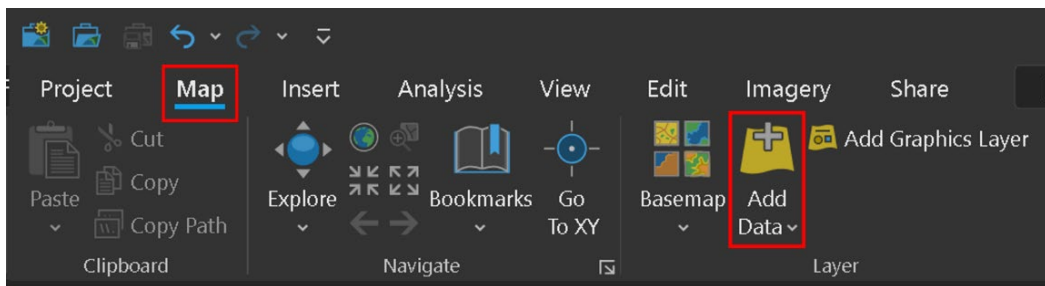 Project Map Insert Analysis View Edit Imagery Share
Cut
Copy
Paste
Copy Path
Clipboard
Explore
Bookmarks
Go
To XY
Navigate
Basemap
Add
Data
Add Graphics Layer
Layer